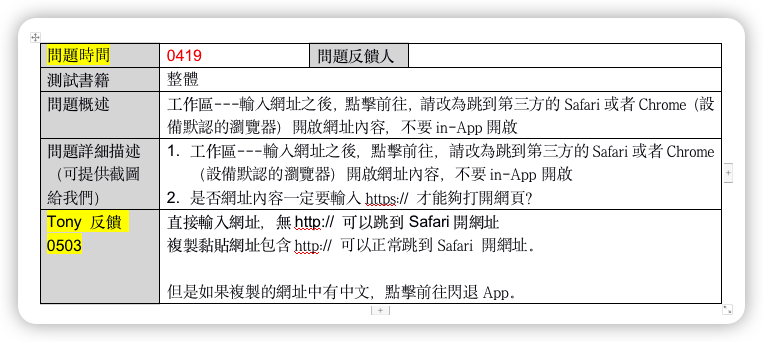 問題時間 0419 問題反饋人
測試書籍 整體
問題概述 工作區---輸入網址之後，點擊前往，請改為跳到第三方的 Safari 或者 Chrome（設
備默認的瀏覽器）開啟網址內容，不要 in-App 開啟
問題詳細描述
（可提供截圖
給我們）
1. 工作區---輸入網址之後，點擊前往，請改為跳到第三方的 Safari 或者 Chrome
（設備默認的瀏覽器）開啟網址內容，不要 in-App 開啟
2. 是否網址內容一定要輸入 https:// 才能夠打開網頁?
Tony 反饋
0503
直接輸入網址，無 http:// 可以跳到 Safari 開網址
複製黏貼網址包含 http:// 可以正常跳到 Safari 開網址。
但是如果複製的網址中有中文，點擊前往閃退 App。